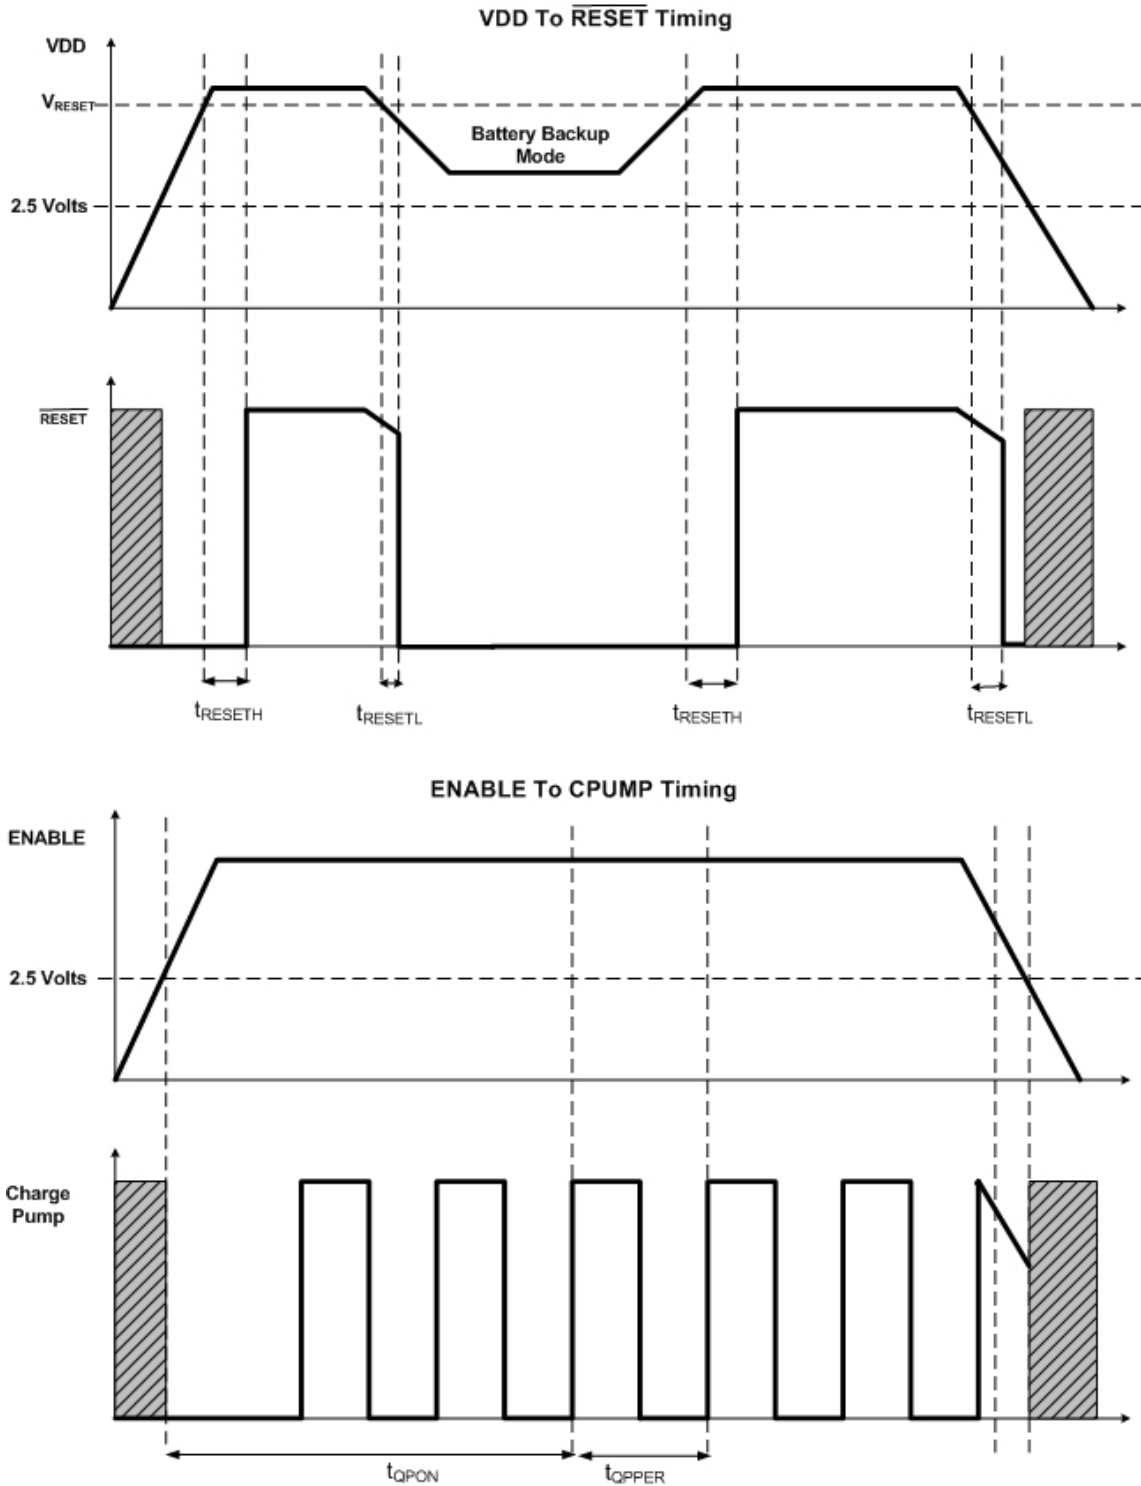 VDD To RESET Timing
VDD
VRESET
Battery Backup
Mode
2.5 Volts
RESET
tRESETH
tRESETL
tRESETH
tRESETL
ENABLE To CPUMP Timing
ENABLE
2.5 Volts
Charge
Pump
tQPON
tQPPER